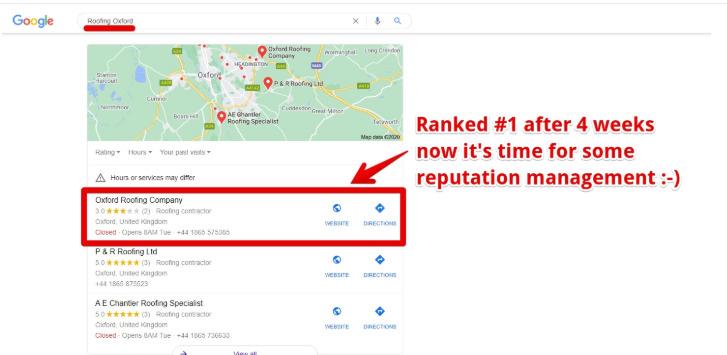 Google
Roofing Oxford
Oxford Roofing
Company
Worminghall
Long Crendon
HEADINGTON
Stanton
Harcourt
Oxford
P & R Roofing Ltd
Cumnor
Northmoor
Cuddesdon
Great Milton
Boars Hill
AE Chantler
Roofing Specialist
Tetsworth
Map data ©2020
Rating
Hours
Your past visits
Hours or services may differ
Oxford Roofing Company
3.0 ★★★★★ (2) · Roofing contractor
Oxford, United Kingdom
Closed · Opens 8AM Tue · +44 1865 575365
WEBSITE
DIRECTIONS
P & R Roofing Ltd
5.0 ★★★★★ (3) · Roofing contractor
Oxford, United Kingdom
+44 1865 875523
WEBSITE
DIRECTIONS
A E Chantler Roofing Specialist
5.0 ★★★★★ (3) · Roofing contractor
Oxford, United Kingdom
Closed · Opens 8AM Tue · +44 1865 736633
WEBSITE
DIRECTIONS
View all
Ranked #1 after 4 weeks
now it's time for some
reputation management :-)